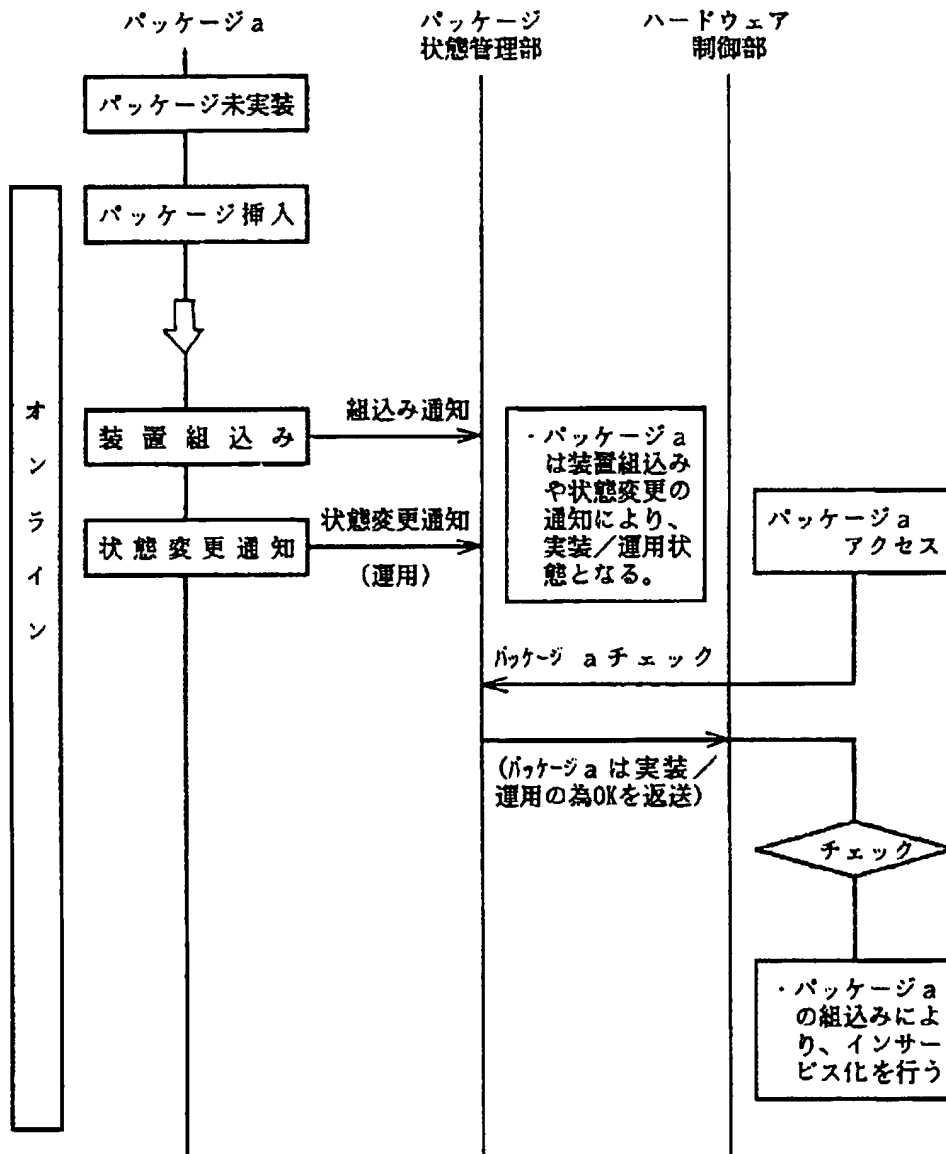 パッケージa
パッケージ
状態管理部
ハードウェア
制御部
パッケージ未実装
パッケージ挿入
オンライン
装置組込み
組込み通知
・パッケージa
は装置組込み
や状態変更の
通知により、
実装／運用状
態となる。
パッケージa
アクセス
状態変更通知
状態変更通知
(運用)
パッケージ aチェック
(パッケージaは実装／
運用の為OKを返送)
チェック
・パッケージa
の組込みによ
り、インサー
ビス化を行う